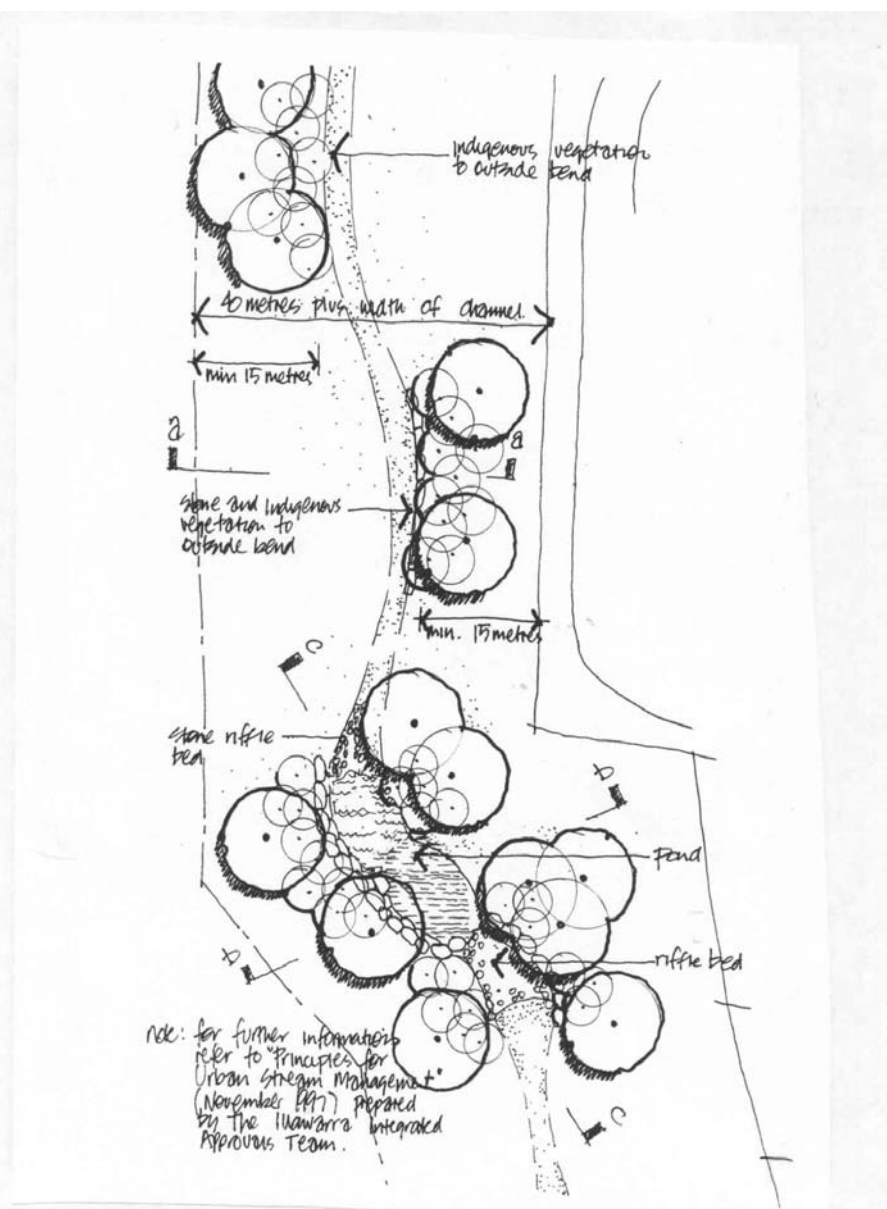 Indigenous vegetation
to outside bend
40 metres plus width of channel.
min 15 metres
a
a
stone and Indigenous
vegetation to
outside bend
min. 15 metres
c
stone riffle
bed
b
pond
riffle bed
b
note: for further information
refer to "Principles for
Urban Stream Management"
(November 1997) prepared
by The Illawarra Integrated
Approvals Team.
c